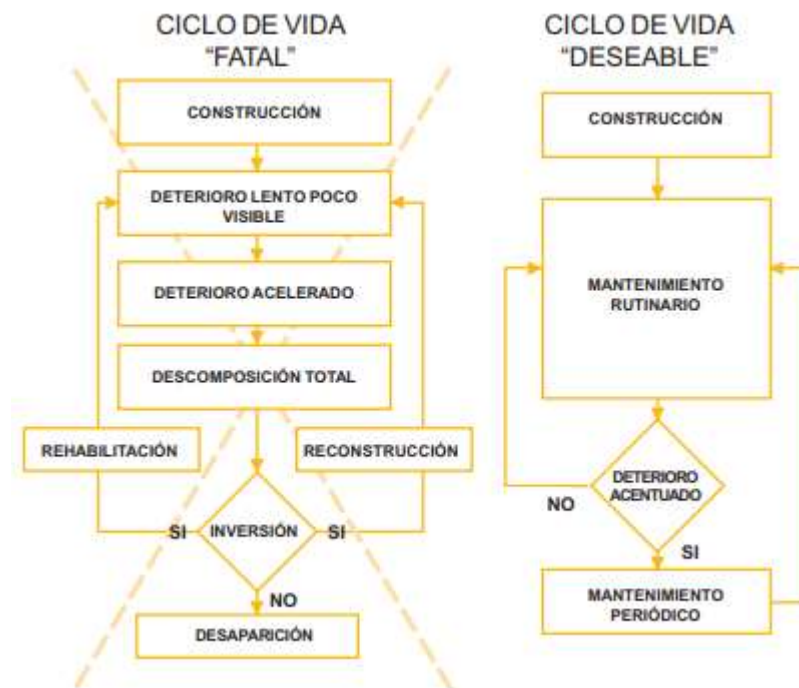 CICLO DE VIDA
“FATAL”
CONSTRUCCIÓN
DETERIORO LENTO POCO
VISIBLE
DETERIORO ACELERADO
DESCOMPOSICIÓN TOTAL
REHABILITACIÓN
RECONSTRUCCIÓN
SI
INVERSIÓN
SI
NO
DESAPARICIÓN
CICLO DE VIDA
“DESEABLE”
CONSTRUCCIÓN
MANTENIMIENTO
RUTINARIO
DETERIORO
ACENTUADO
NO
SI
MANTENIMIENTO
PERIÓDICO